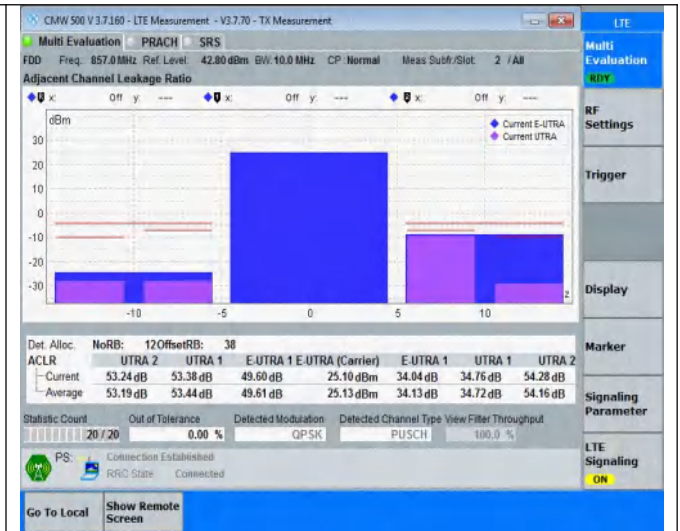 CMW 500 V 3.7.160 - LTE Measurement - V3.7.70 - TX Measurement
LTE
Multi Evaluation PRACH SRS
Multi Evaluation
RDY
FDD Freq.: 857.0 MHz Ref. Level: 42.80 dBm BW: 10.0 MHz CP: Normal Meas Subfr./Slot: 2 / All
Adjacent Channel Leakage Ratio
x: Off y: --- x: Off y: --- x: Off y: ---
dBm
Current E-UTRA
Current UTRA
30
20
10
0
-10
-20
-30
2
-10 -5 0 5 10
RF Settings
Trigger
Display
Marker
Signaling Parameter
LTE Signaling
ON
Det. Alloc. NoRB: 12OffsetRB: 38
ACLR UTRA 2 UTRA 1 E-UTRA 1 E-UTRA (Carrier) E-UTRA 1 UTRA 1 UTRA 2
Current 53.24 dB 53.38 dB 49.60 dB 25.10 dBm 34.04 dB 34.76 dB 54.28 dB
Average 53.19 dB 53.44 dB 49.61 dB 25.13 dBm 34.13 dB 34.72 dB 54.16 dB
Statistic Count Out of Tolerance Detected Modulation Detected Channel Type View Filter Throughput
20 / 20 0.00 % QPSK PUSCH 100.0 %
PS: Connection Established
RRC State Connected
Go To Local
Show Remote Screen